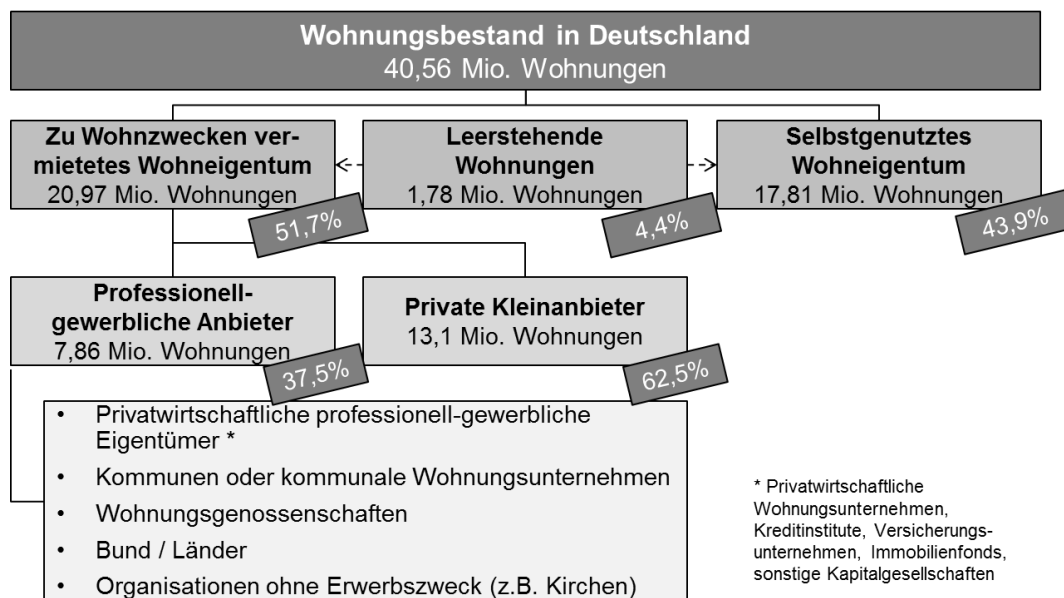 Wohnungsbestand in Deutschland
40,56 Mio. Wohnungen
Zu Wohnzwecken ver-
mietetes Wohneigentum
20,97 Mio. Wohnungen
51,7%
Leerstehende
Wohnungen
1,78 Mio. Wohnungen
4,4%
Selbstgenutztes
Wohneigentum
17,81 Mio. Wohnungen
43,9%
Professionell-
gewerbliche Anbieter
7,86 Mio. Wohnungen
37,5%
Private Kleinanbieter
13,1 Mio. Wohnungen
62,5%
• Privatwirtschaftliche professionell-gewerbliche
Eigentümer *
• Kommunen oder kommunale Wohnungsunternehmen
• Wohnungsgenossenschaften
• Bund / Länder
• Organisationen ohne Erwerbszweck (z.B. Kirchen)
* Privatwirtschaftliche
Wohnungsunternehmen,
Kreditinstitute, Versicherungs-
unternehmen, Immobilienfonds,
sonstige Kapitalgesellschaften